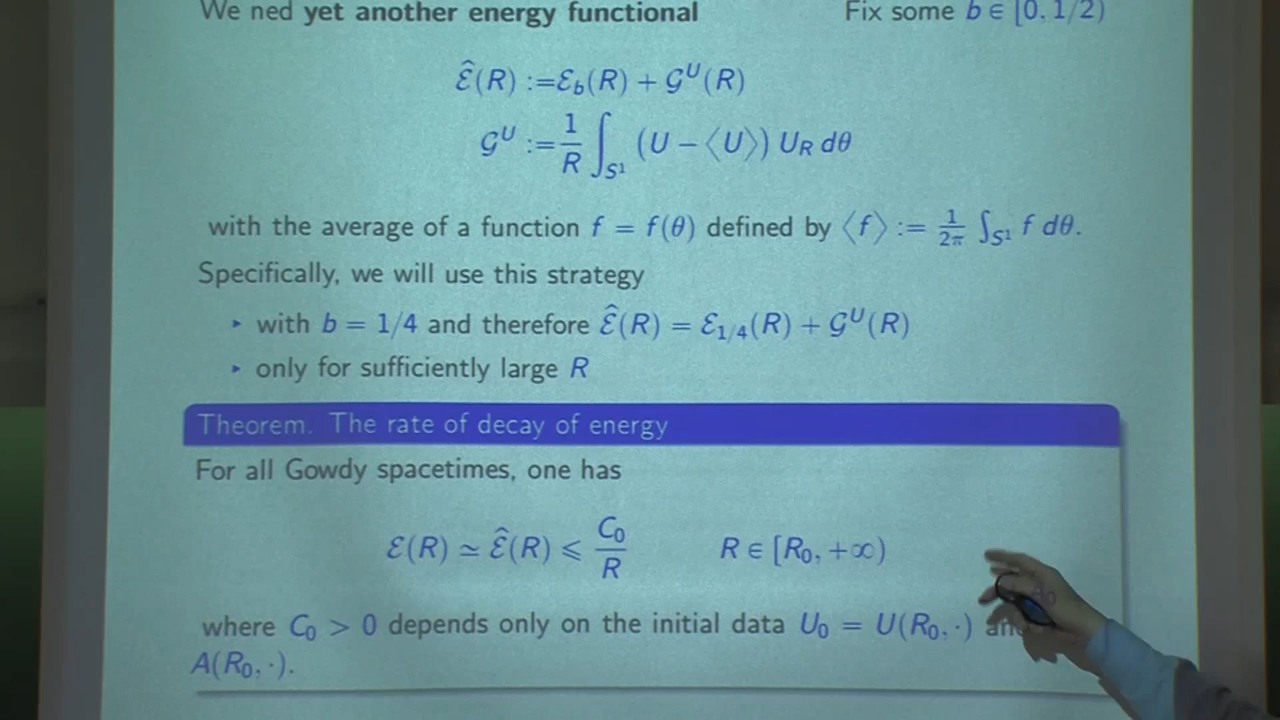 We ned yet another energy functional Fix some b ∈ [0, 1/2)
Ê(R) := ℰ_b(R) + 𝒢^U(R)
𝒢^U := 1/R ∫_{S¹} (U − ⟨U⟩) U_R dθ
with the average of a function f = f(θ) defined by ⟨f⟩ := 1/2π ∫_{S¹} f dθ.
Specifically, we will use this strategy
▸ with b = 1/4 and therefore Ê(R) = ℰ_{1/4}(R) + 𝒢^U(R)
▸ only for sufficiently large R
Theorem. The rate of decay of energy
For all Gowdy spacetimes, one has
ℰ(R) ≃ Ê(R) ⩽ C₀/R R ∈ [R₀, +∞)
where C₀ > 0 depends only on the initial data U₀ = U(R₀, ·)
A(R₀, ·).